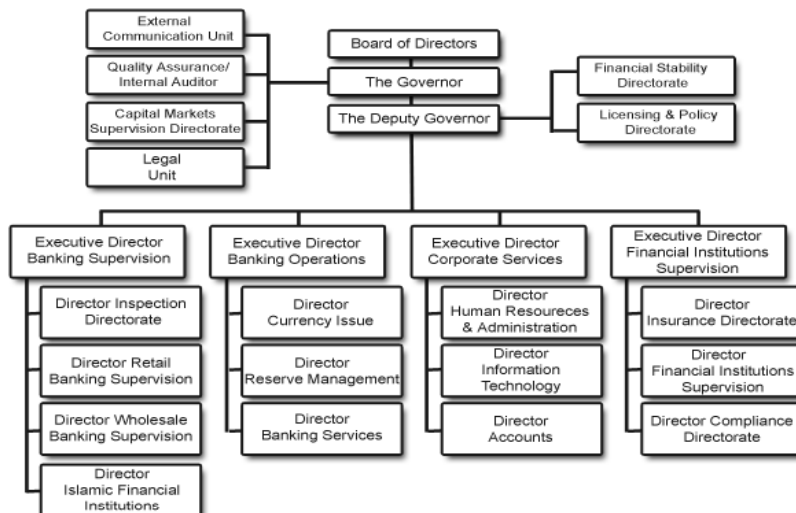 External
Communication Unit
Quality Assurance/
Internal Auditor
Capital Markets
Supervision Directorate
Legal
Unit
Board of Directors
The Governor
The Deputy Governor
Financial Stability
Directorate
Licensing & Policy
Directorate
Executive Director
Banking Supervision
Director Inspection
Directorate
Director Retail
Banking Supervision
Director Wholesale
Banking Supervision
Director
Islamic Financial
Institutions
Executive Director
Banking Operations
Director
Currency Issue
Director
Reserve Management
Director
Banking Services
Executive Director
Corporate Services
Director
Human Resoureces
& Administration
Director
Information
Technology
Director
Accounts
Executive Director
Financial Institutions
Supervision
Director
Insurance Directorate
Director
Financial Institutions
Supervision
Director Compliance
Directorate